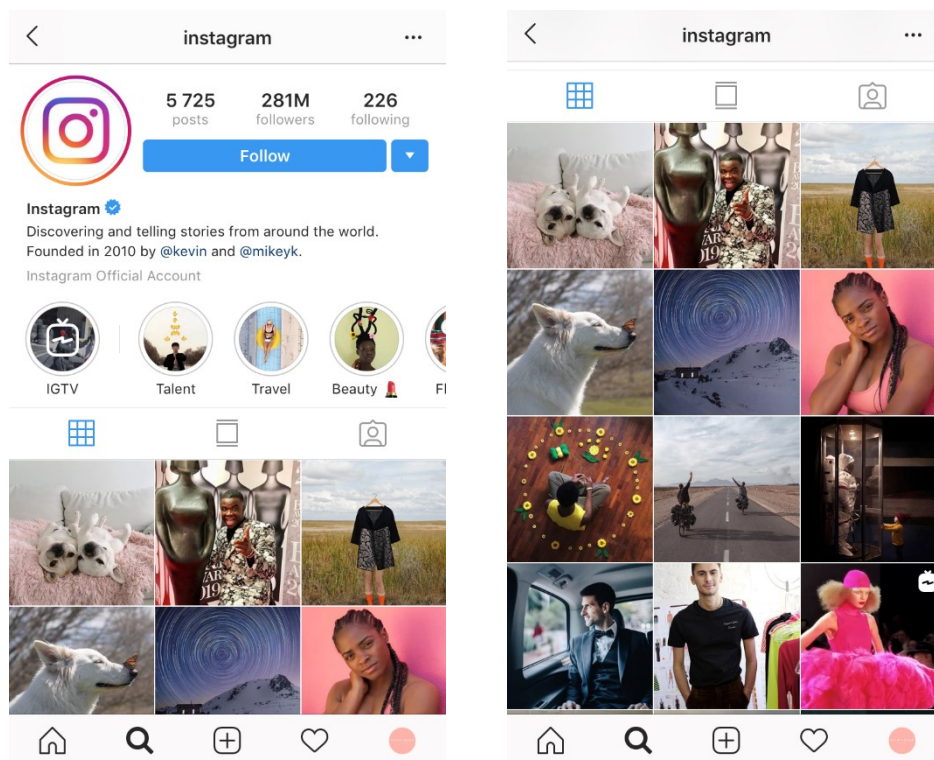 instagram
5 725 281M 226
posts followers following
Follow
Instagram
Discovering and telling stories from around the world.
Founded in 2010 by @kevin and @mikeyk.
Instagram Official Account
IGTV Talent Travel Beauty
instagram